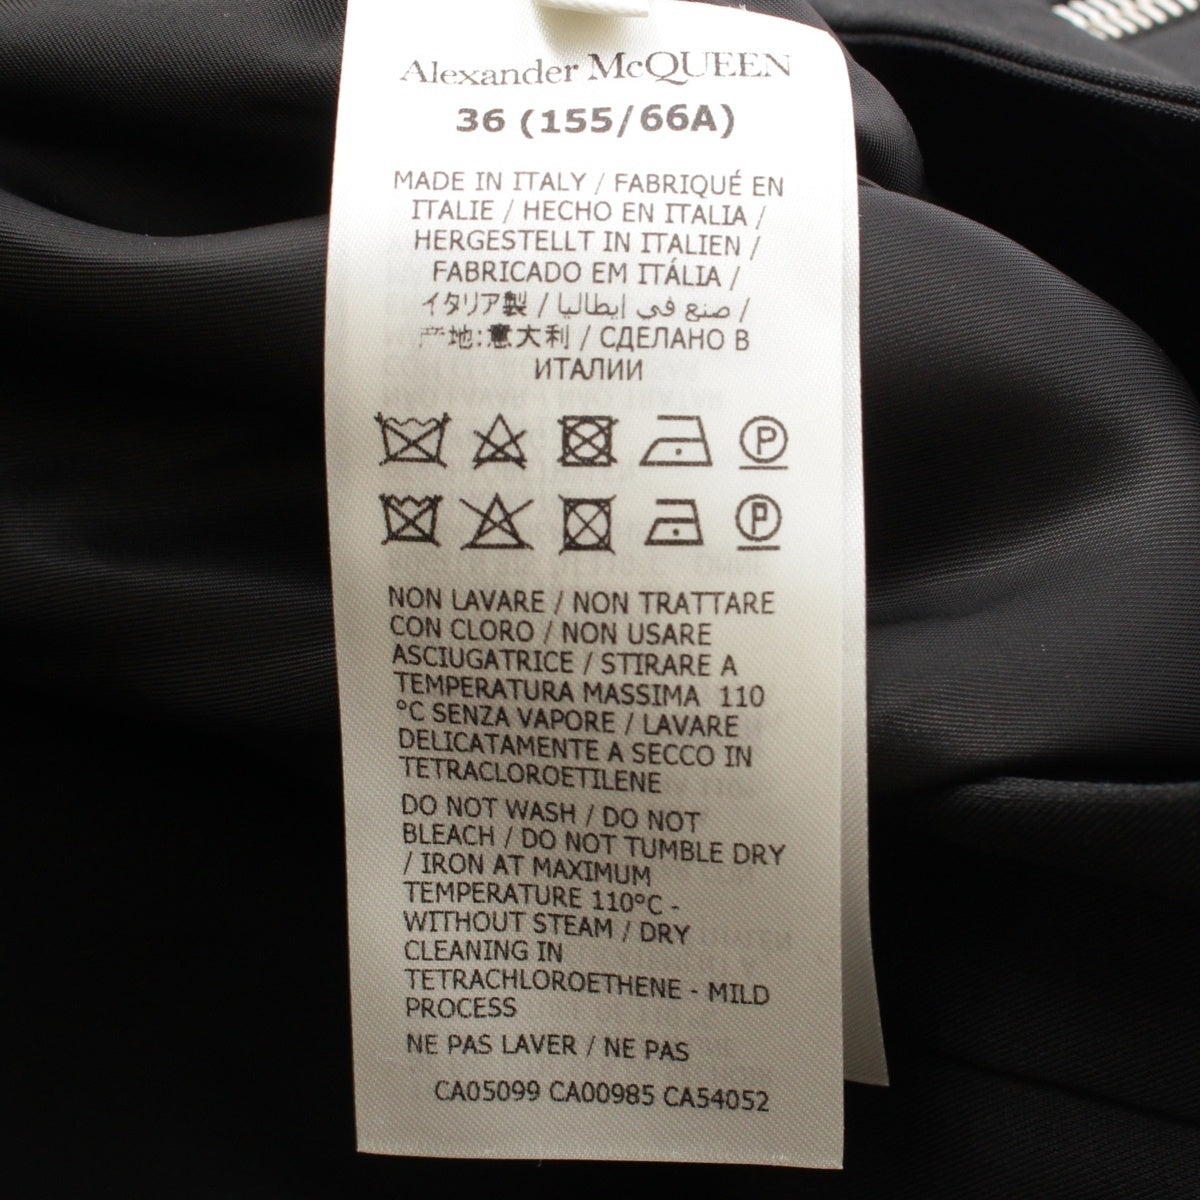 Alexander McQUEEN
36 (155/66A)
MADE IN ITALY / FABRIQUÉ EN
ITALIE / HECHO EN ITALIA /
HERGESTELLT IN ITALIEN /
FABRICADO EM ITÁLIA /
イタリア製 / صنع في إيطاليا /
产地:意大利 / СДЕЛАНО В
ИТАЛИИ
P
P
NON LAVARE / NON TRATTARE
CON CLORO / NON USARE
ASCIUGATRICE / STIRARE A
TEMPERATURA MASSIMA 110
°C SENZA VAPORE / LAVARE
DELICATAMENTE A SECCO IN
TETRACLOROETILENE
DO NOT WASH / DO NOT
BLEACH / DO NOT TUMBLE DRY
/ IRON AT MAXIMUM
TEMPERATURE 110°C -
WITHOUT STEAM / DRY
CLEANING IN
TETRACHLOROETHENE - MILD
PROCESS
NE PAS LAVER / NE PAS
CA05099 CA00985 CA54052